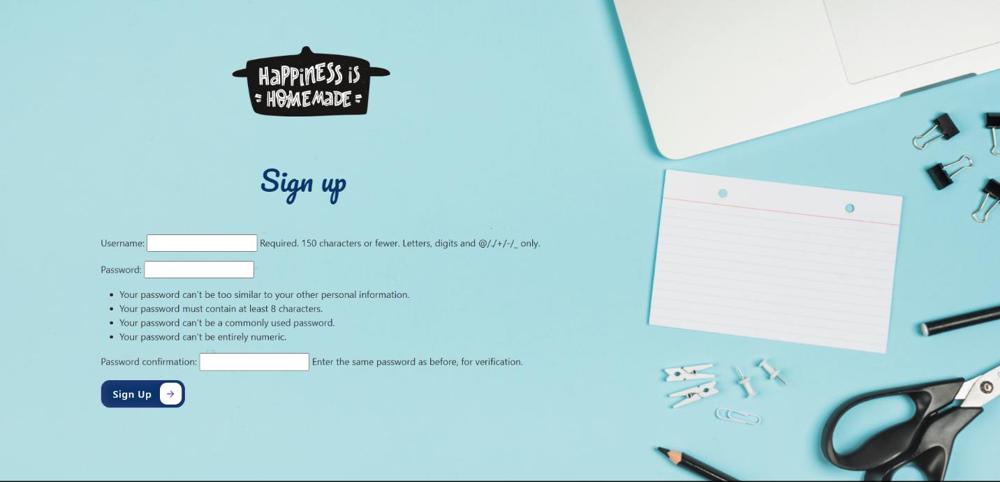 HAPPINESS is
HOMEMADE
Sign up
Username: Required. 150 characters or fewer. Letters, digits and @/./+/-/_ only.
Password:
• Your password can't be too similar to your other personal information.
• Your password must contain at least 8 characters.
• Your password can't be a commonly used password.
• Your password can't be entirely numeric.
Password confirmation: Enter the same password as before, for verification.
Sign Up →